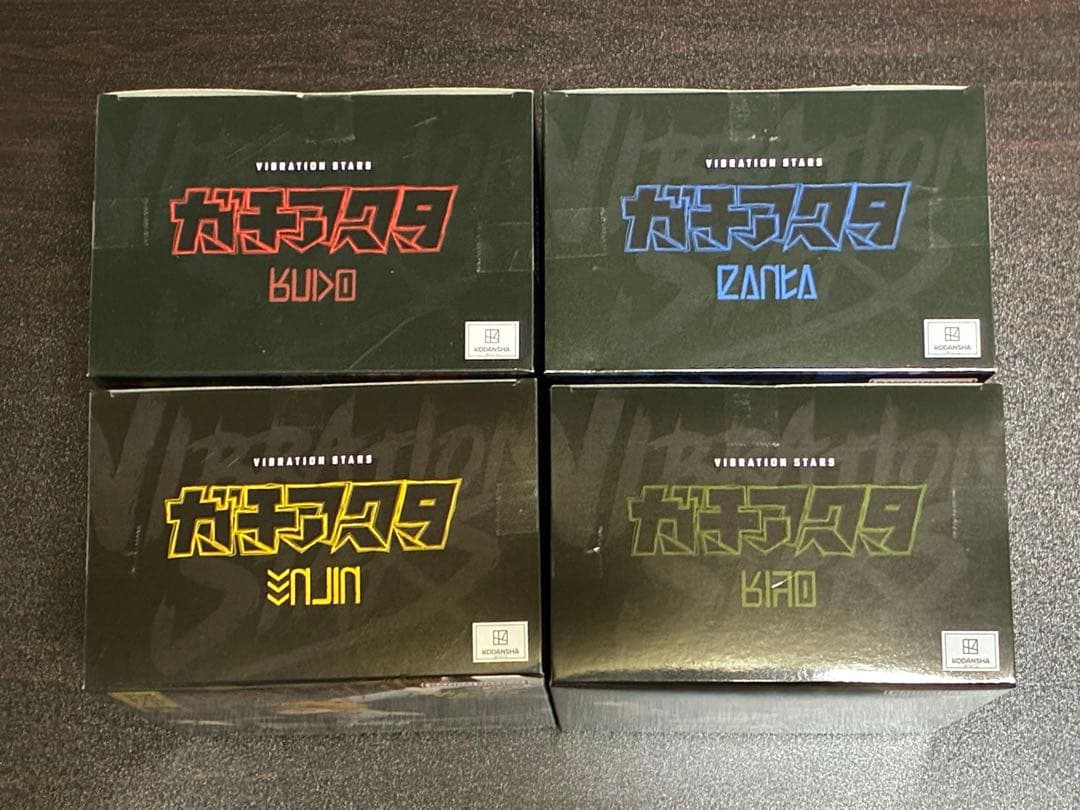 VIBRATION STARS
ガチアクタ
RUDO
KODANSHA
VIBRATION STARS
ガチアクタ
ZANKA
KODANSHA
VIBRATION STARS
ガチアクタ
ENJIN
KODANSHA
VIBRATION STARS
ガチアクタ
RIYO
KODANSHA